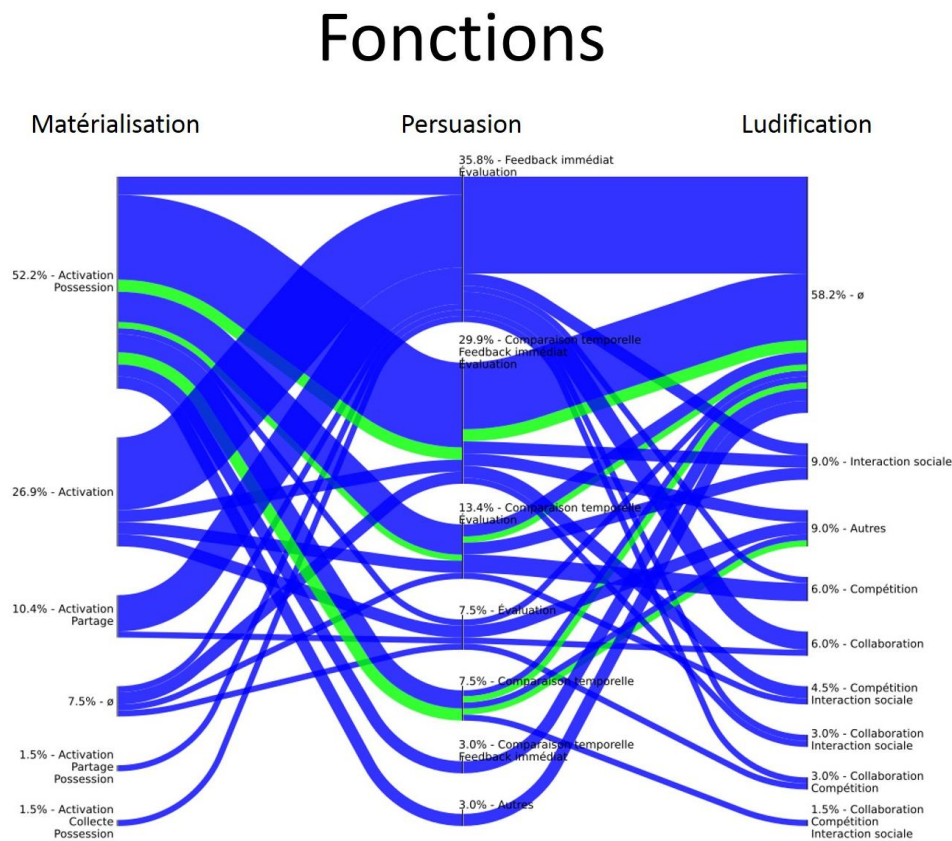 Fonctions
Matérialisation
Persuasion
Ludification
52.2% - Activation
Possession
26.9% - Activation
10.4% - Activation
Partage
7.5% - ø
1.5% - Activation
Partage
Possession
1.5% - Activation
Collecte
Possession
35.8% - Feedback immédiat
Évaluation
29.9% - Comparaison temporelle
Feedback immédiat
Évaluation
13.4% - Comparaison temporelle
Évaluation
7.5% - Évaluation
7.5% - Comparaison temporelle
3.0% - Comparaison temporelle
Feedback immédiat
3.0% - Autres
58.2% - ø
9.0% - Interaction sociale
9.0% - Autres
6.0% - Compétition
6.0% - Collaboration
4.5% - Compétition
Interaction sociale
3.0% - Collaboration
Interaction sociale
3.0% - Collaboration
Compétition
1.5% - Collaboration
Compétition
Interaction sociale